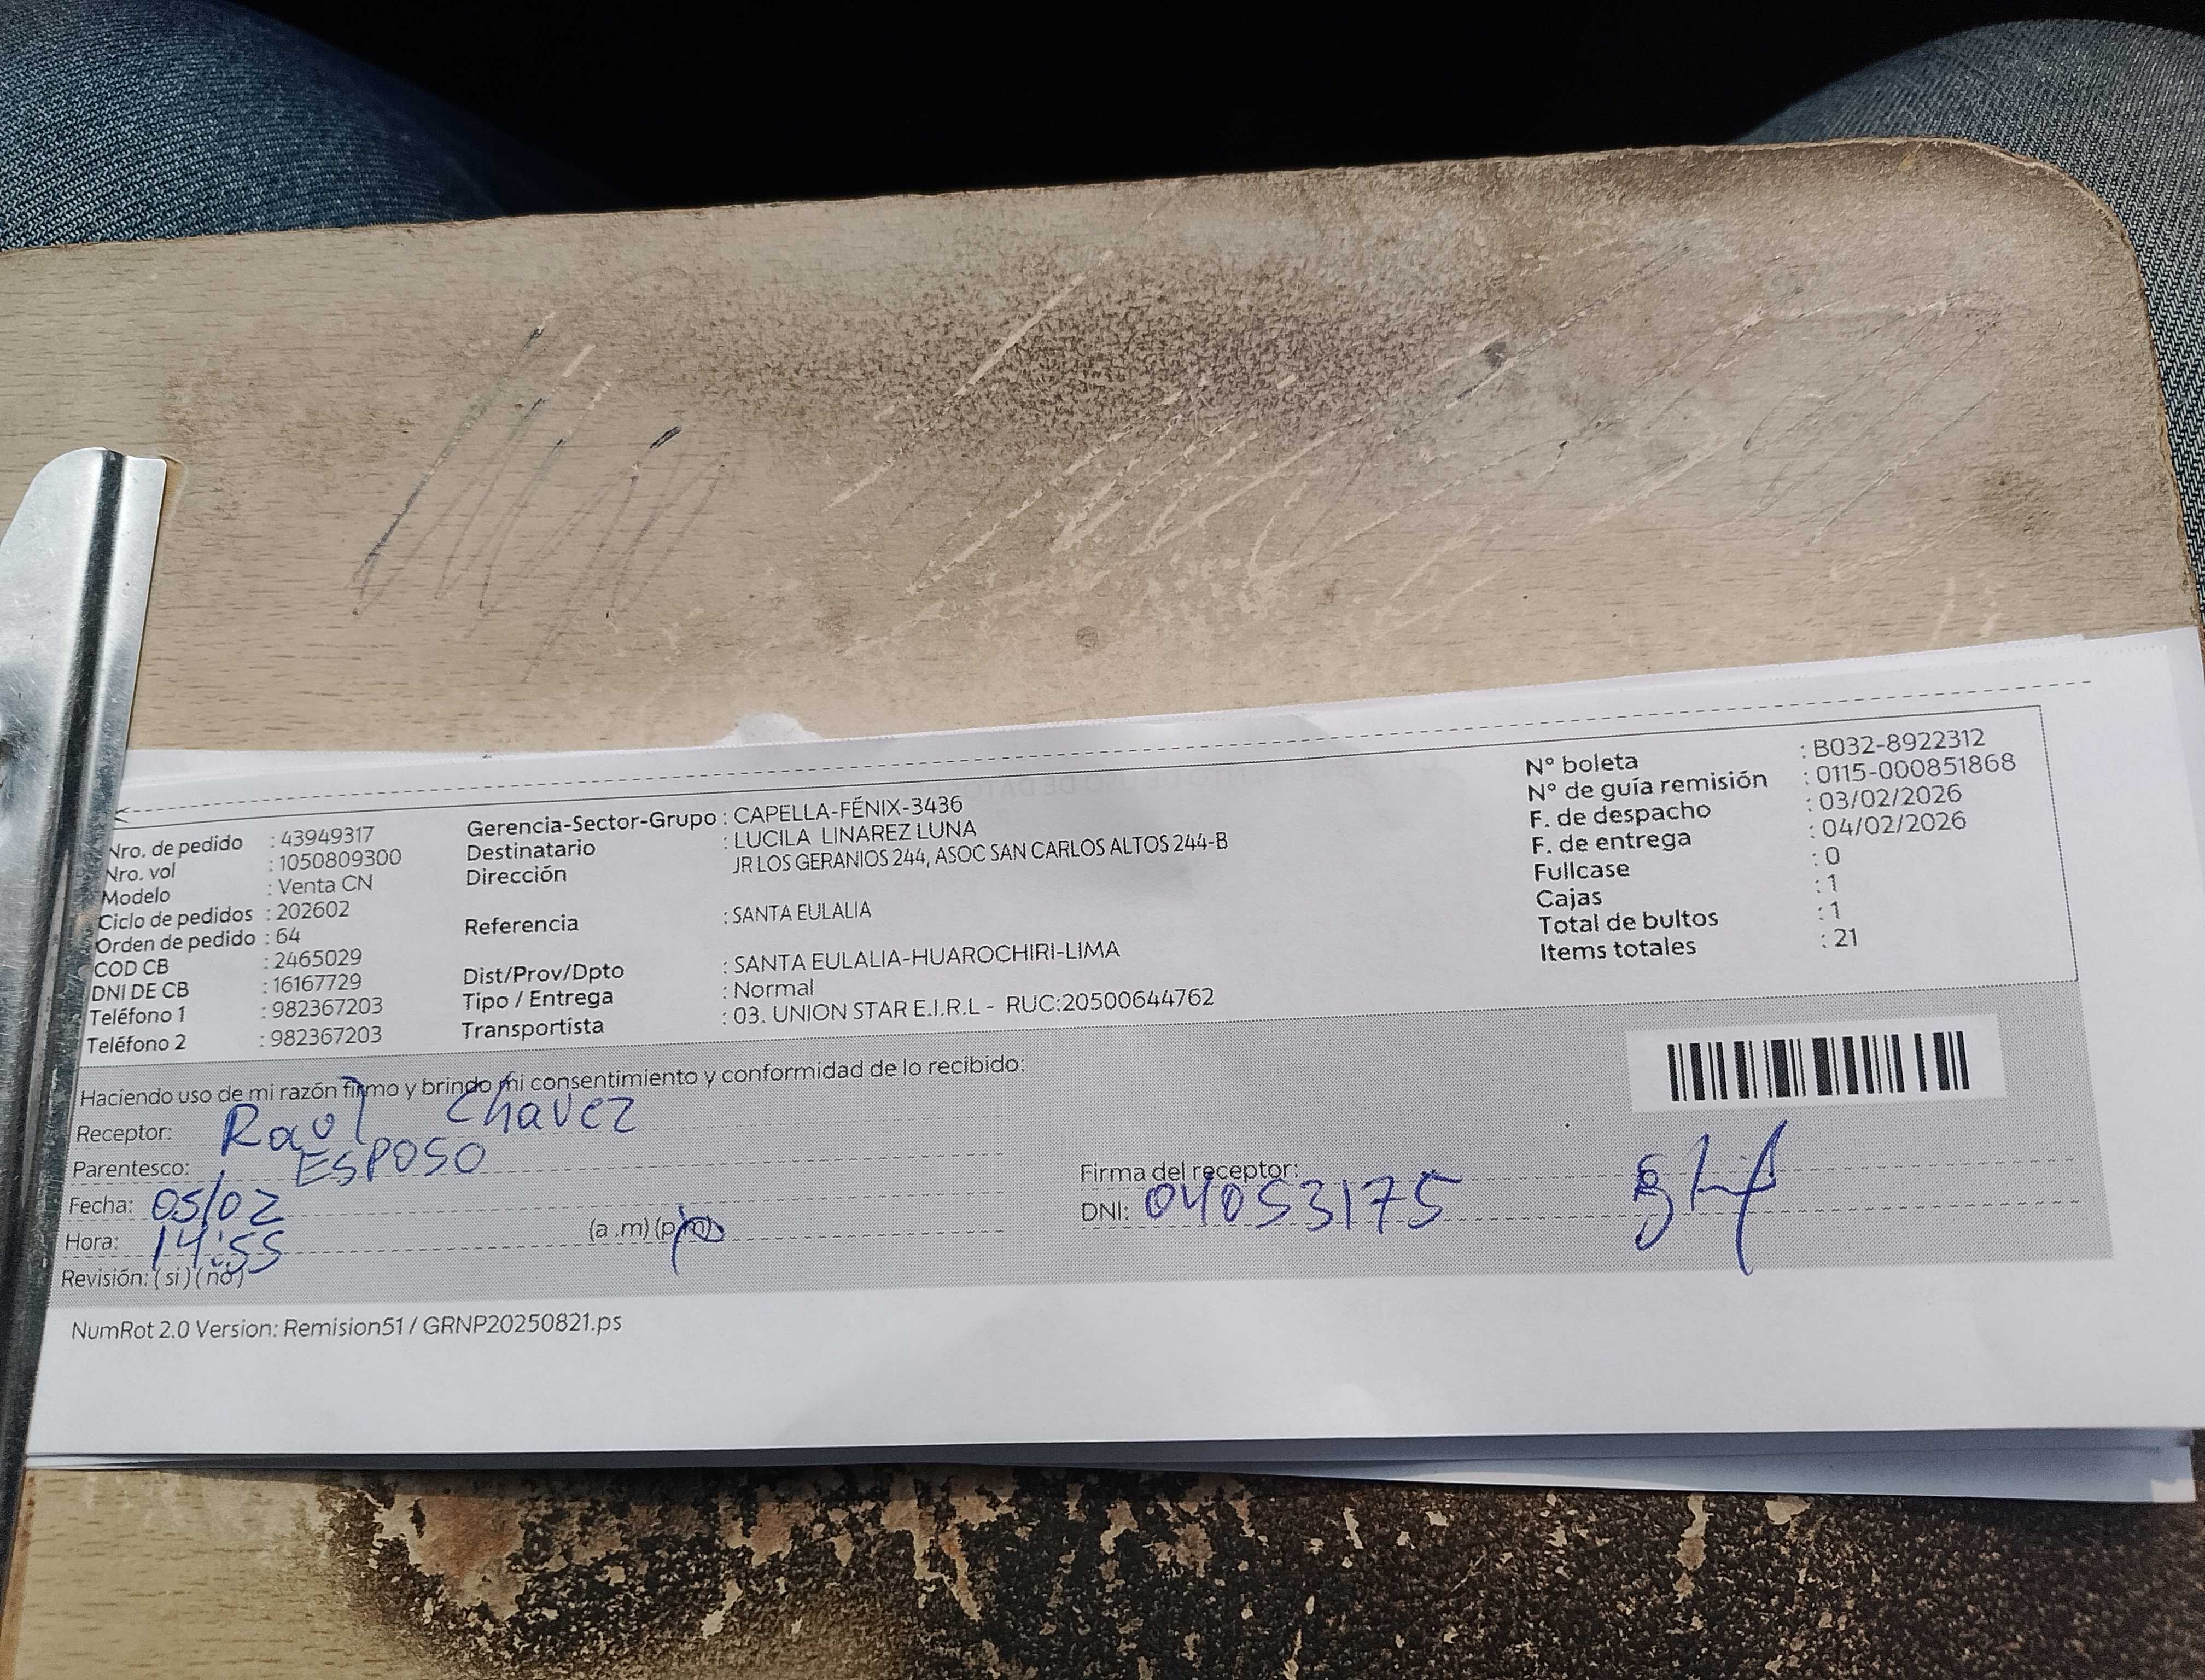 Nro. de pedido : 43949317
Nro. vol : 1050809300
Modelo : Venta CN
Ciclo de pedidos : 202602
Orden de pedido : 64
COD CB : 2465029
DNI DE CB : 16167729
Teléfono 1 : 982367203
Teléfono 2 : 982367203
Gerencia-Sector-Grupo : CAPELLA-FÉNIX-3436
Destinatario : LUCILA LINAREZ LUNA
Dirección JR LOS GERANIOS 244, ASOC SAN CARLOS ALTOS 244-B
Referencia : SANTA EULALIA
Dist/Prov/Dpto : SANTA EULALIA-HUAROCHIRI-LIMA
Tipo / Entrega : Normal
Transportista : 03. UNION STAR E.I.R.L - RUC:20500644762
N° boleta : B032-8922312
N° de guía remisión : 0115-000851868
F. de despacho : 03/02/2026
F. de entrega : 04/02/2026
Fullcase : 0
Cajas : 1
Total de bultos : 1
Items totales : 21
Haciendo uso de mi razón firmo y brindo mi consentimiento y conformidad de lo recibido:
Receptor: Raul Chavez
Parentesco: ESPOSO
Fecha: 05/02
Hora: 14:55 (a .m) (p.m)
Revisión: ( si ) ( no )
Firma del receptor:
DNI: 04053175
NumRot 2.0 Version: Remision51 / GRNP20250821.ps